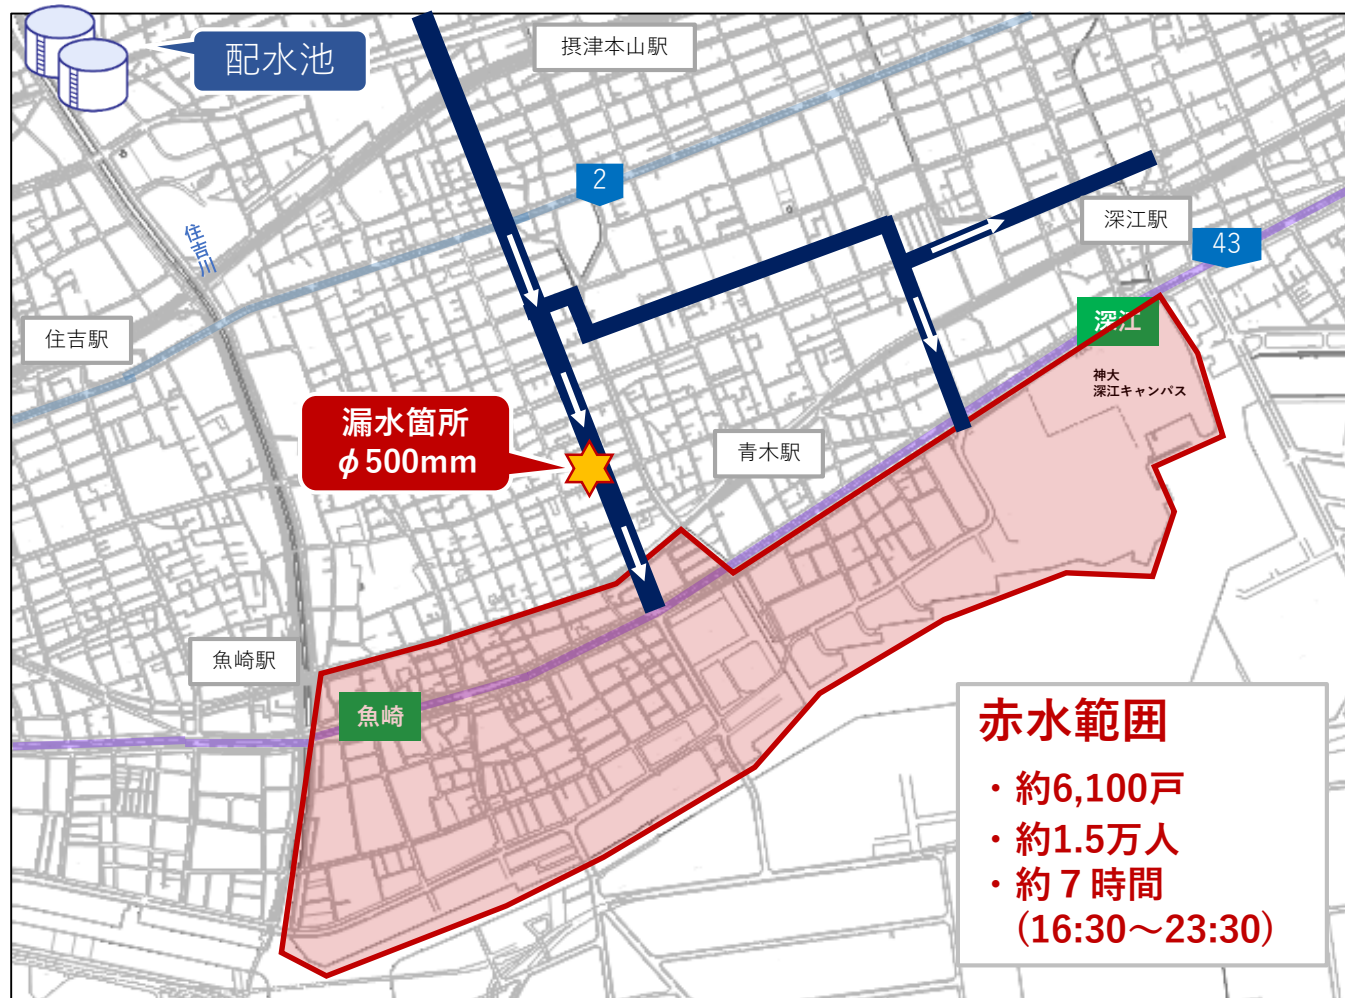 配水池
摂津本山駅
2
住吉川
深江駅
43
住吉駅
深江
神大
深江キャンパス
漏水箇所
φ500mm
青木駅
魚崎駅
魚崎
赤水範囲
・約6,100戸
・約1.5万人
・約７時間
(16:30～23:30)